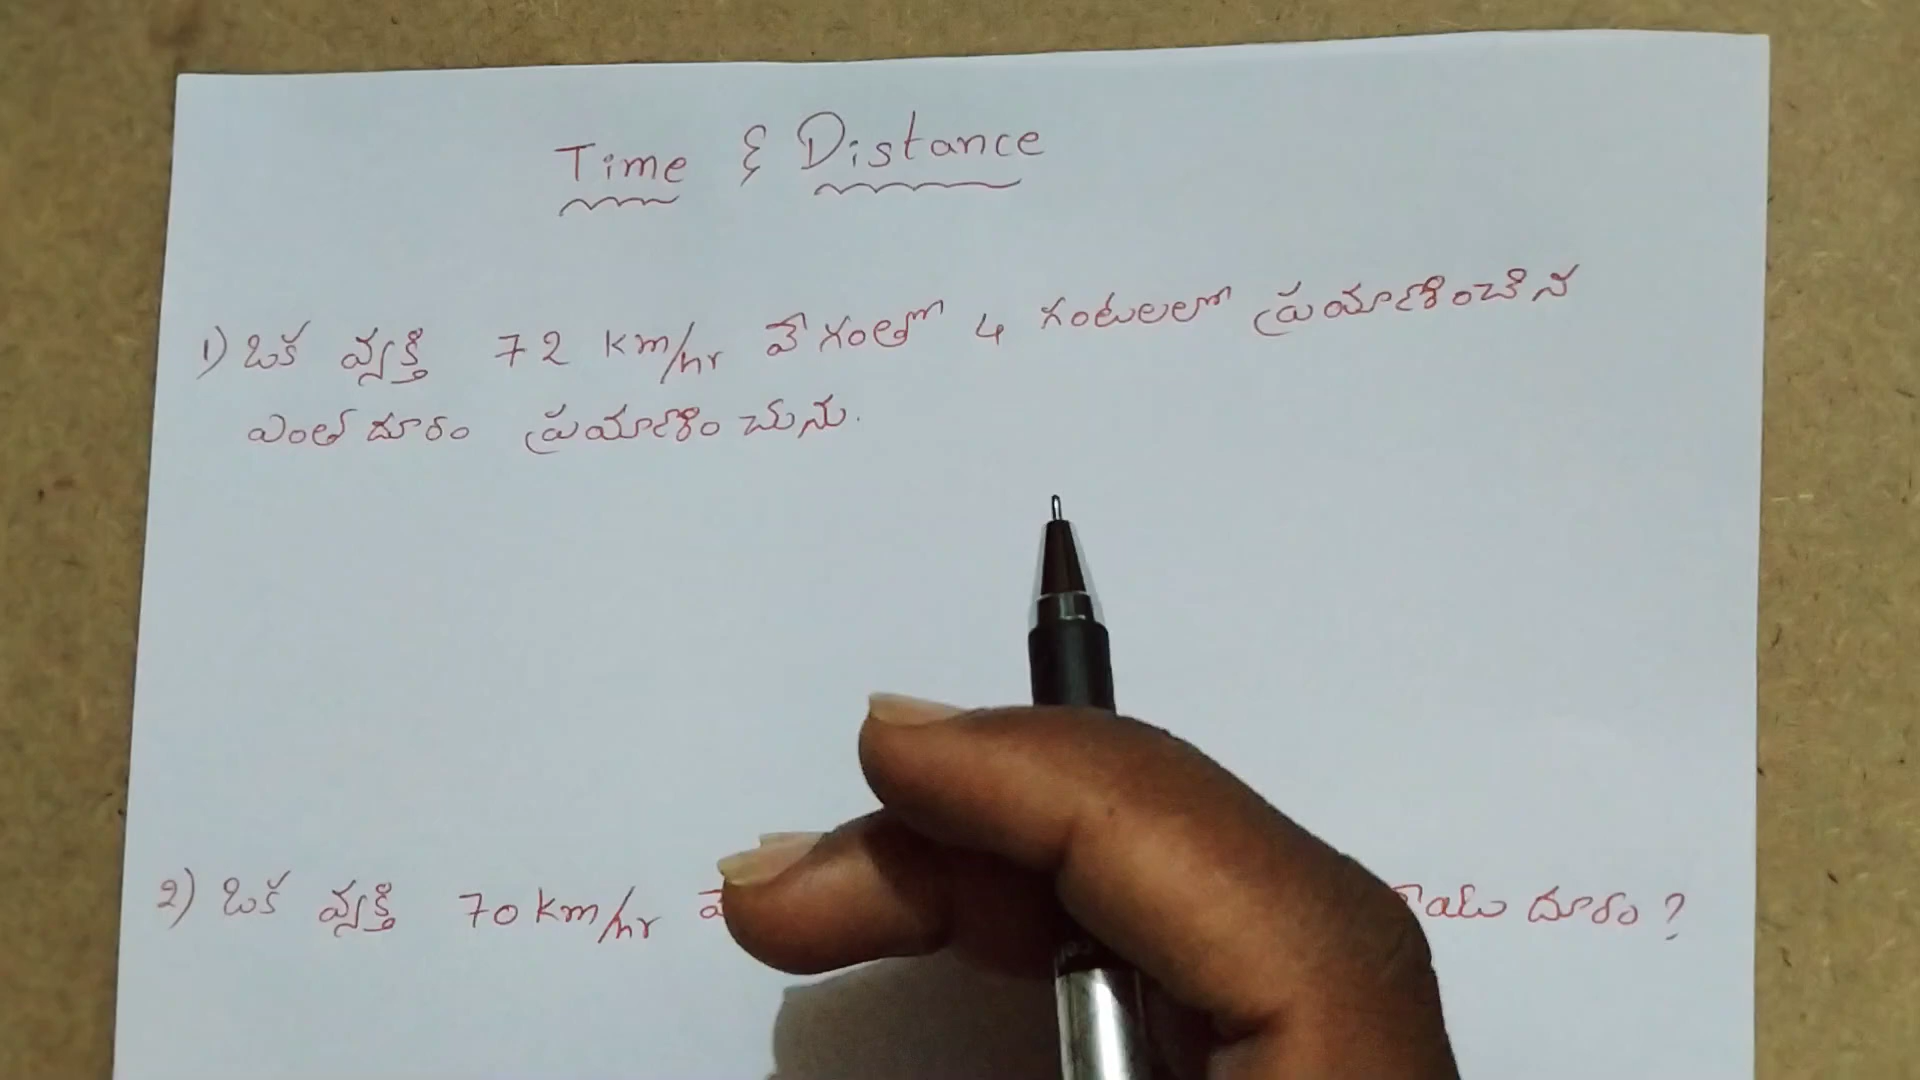 Time & Distance
1) ఒక వ్యక్తి 72 km/hr వేగంతో 4 గంటలలో ప్రయాణించిన
ఎంత దూరం ప్రయాణించును.
2) ఒక వ్యక్తి 70 km/hr దూరం ?